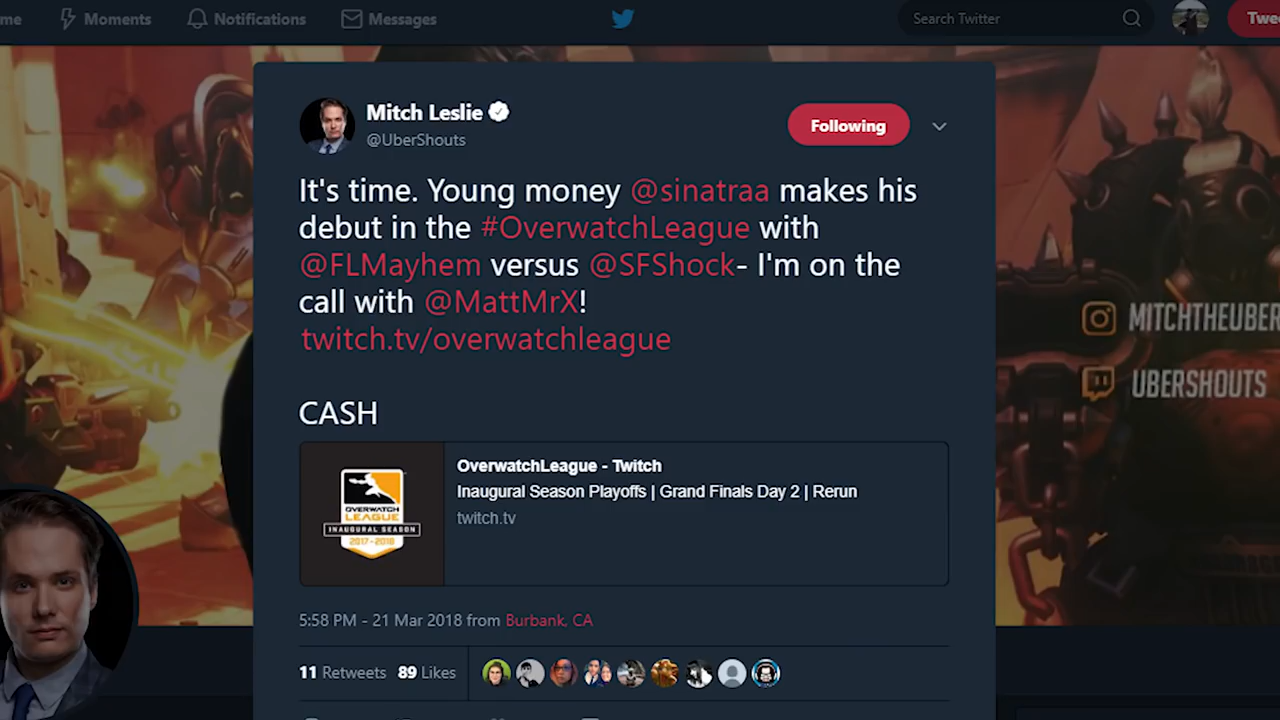 me Moments Notifications Messages Search Twitter Twee
Mitch Leslie
@UberShouts
Following
It's time. Young money @sinatraa makes his
debut in the #OverwatchLeague with
@FLMayhem versus @SFShock- I'm on the
call with @MattMrX!
twitch.tv/overwatchleague
CASH
MITCHTHEUBER
UBERSHOUTS
OVERWATCH
LEAGUE
INAUGURAL SEASON
2017-2018
OverwatchLeague - Twitch
Inaugural Season Playoffs | Grand Finals Day 2 | Rerun
twitch.tv
5:58 PM - 21 Mar 2018 from Burbank, CA
11 Retweets 89 Likes